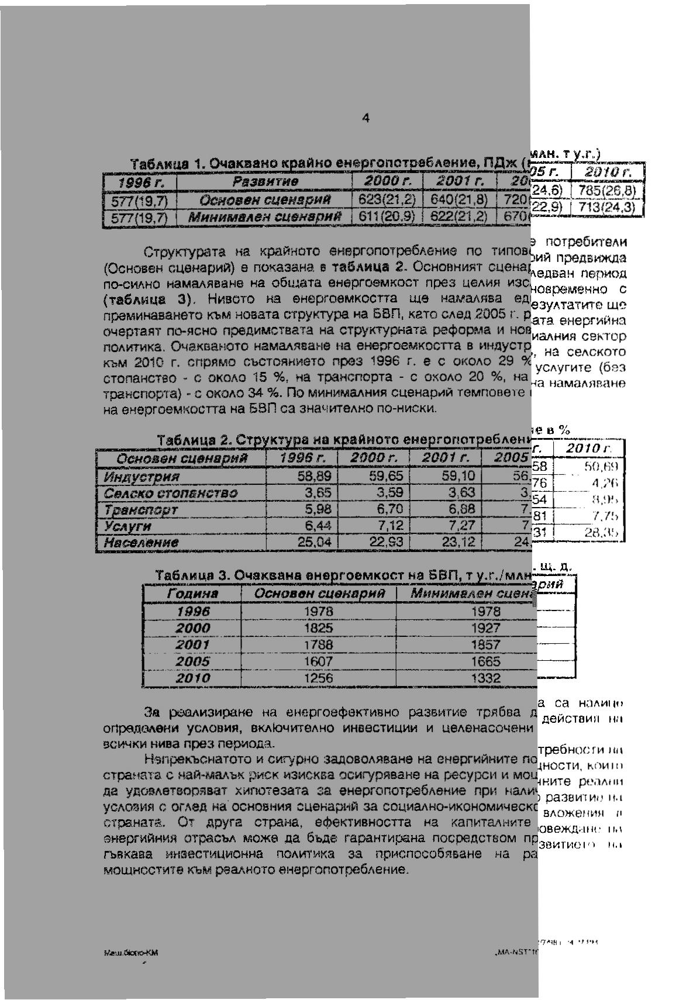 4
Таблица 1. Очаквано крайно енергопотребление, ПДж (млн. т у.г.)
1996 г. Развитие 2000 г. 2001 г. 2005 г. 2010 г.
577(19,7) Основен сценарий 623(21,2) 640(21,8) 720(24,6) 785(26,8)
577(19,7) Минимален сценарий 611(20,9) 622(21,2) 670(22,9) 713(24,3)
Структурата на крайното енергопотребление по типове потребители
(Основен сценарий) е показана в таблица 2. Основният сценарий предвижда
по-силно намаляване на общата енергоемкост през целия изследван период
(таблица 3). Нивото на енергоемкостта ще намалява едновременно с
преминаването към новата структура на БВП, като след 2005 г. резултатите ще
очертаят по-ясно предимствата на структурната реформа и новата енергийна
политика. Очакваното намаляване на енергоемкостта в индустриалния сектор
към 2010 г. спрямо състоянието през 1996 г. е с около 29 %, на селското
стопанство - с около 15 %, на транспорта - с около 20 %, на услугите (без
транспорта) - с около 34 %. По минималния сценарий темповете на намаляване
на енергоемкостта на БВП са значително по-ниски.
Таблица 2. Структура на крайното енергопотребление в %
Основен сценарий 1996 г. 2000 г. 2001 г. 2005 г. 2010 г.
Индустрия 58,89 59,65 59,10 56,58 50,69
Селско стопанство 3,65 3,59 3,63 3,76 4,26
Транспорт 5,98 6,70 6,88 7,54 8,95
Услуги 6,44 7,12 7,27 7,81 7,75
Население 25,04 22,93 23,12 24,31 28,35
Таблица 3. Очаквана енергоемкост на БВП, т у.г./млн. щ. д.
Година Основен сценарий Минимален сценарий
1996 1978 1978
2000 1825 1927
2001 1788 1857
2005 1607 1665
2010 1256 1332
За реализиране на енергоефективно развитие трябва да са налице
определени условия, включително инвестиции и целенасочени действия на
всички нива през периода.
Непрекъснатото и сигурно задоволяване на енергийните потребности на
страната с най-малък риск изисква осигуряване на ресурси и мощности, които
да удовлетворяват хипотезата за енергопотребление при наличните реални
условия с оглед на основния сценарий за социално-икономическо развитие на
страната. От друга страна, ефективността на капиталните вложения в
енергийния отрасъл може да бъде гарантирана посредством провеждане на
гъвкава инвестиционна политика за приспособяване на развитието на
мощностите към реалното енергопотребление.
Маш.бюро-КМ